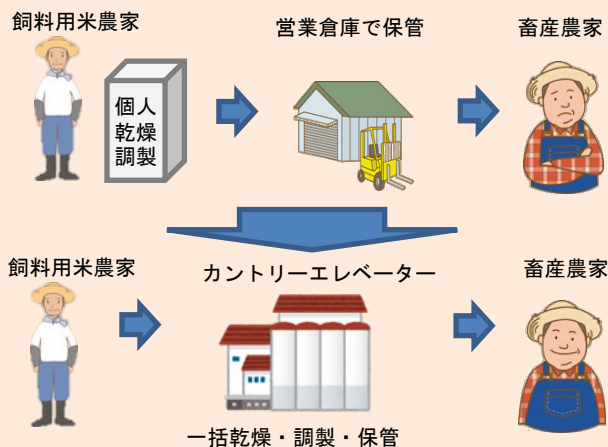 飼料用米農家
営業倉庫で保管
畜産農家
個人
乾燥
調製
飼料用米農家
カントリーエレベーター
畜産農家
一括乾燥・調製・保管